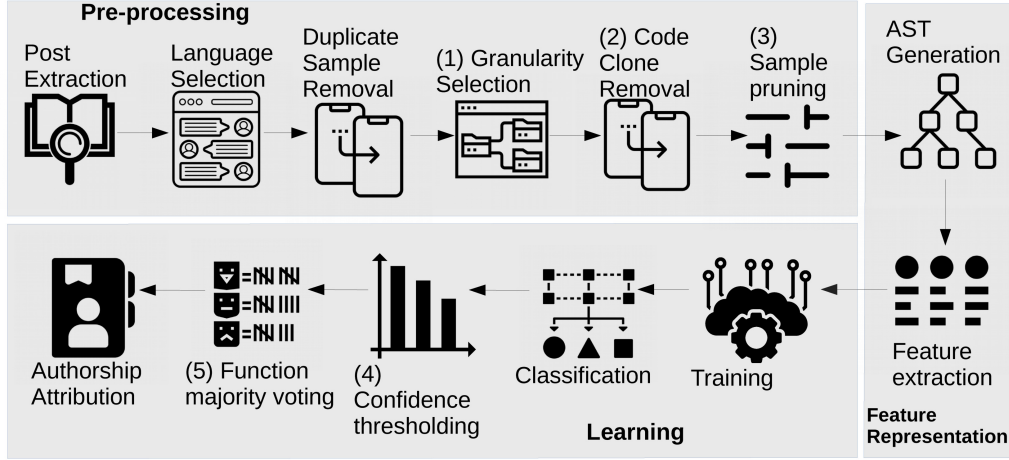 Pre-processing
Post
Extraction
Language
Selection
Duplicate
Sample
Removal
(1) Granularity
Selection
(2) Code
Clone
Removal
(3)
Sample
pruning
AST
Generation
Feature
extraction
Feature
Representation
Training
Classification
(4)
Confidence
thresholding
(5) Function
majority voting
Authorship
Attribution
Learning